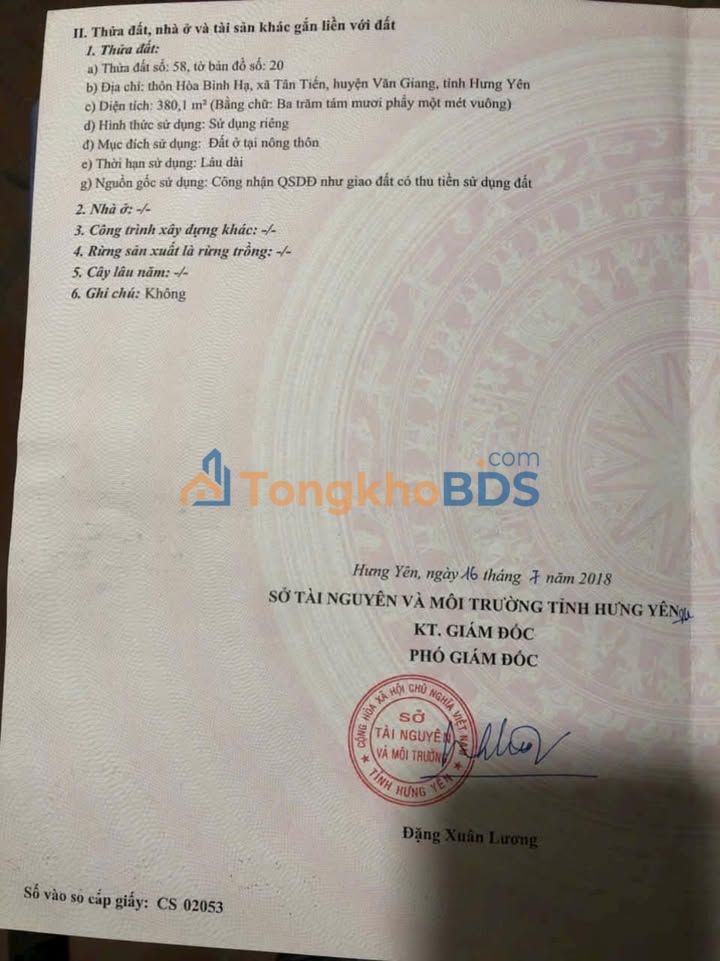 II. Thửa đất, nhà ở và tài sản khác gắn liền với đất
1. Thửa đất:
a) Thửa đất số: 58, tờ bản đồ số: 20
b) Địa chỉ: thôn Hòa Bình Hạ, xã Tân Tiến, huyện Văn Giang, tỉnh Hưng Yên
c) Diện tích: 380,1 m² (Bằng chữ: Ba trăm tám mươi phẩy một mét vuông)
d) Hình thức sử dụng: Sử dụng riêng
đ) Mục đích sử dụng: Đất ở tại nông thôn
e) Thời hạn sử dụng: Lâu dài
g) Nguồn gốc sử dụng: Công nhận QSDĐ như giao đất có thu tiền sử dụng đất
2. Nhà ở: -/-
3. Công trình xây dựng khác: -/-
4. Rừng sản xuất là rừng trồng: -/-
5. Cây lâu năm: -/-
6. Ghi chú: Không
TongkhoBDS.com
Hưng Yên, ngày 16 tháng 7 năm 2018
SỞ TÀI NGUYÊN VÀ MÔI TRƯỜNG TỈNH HƯNG YÊN
KT. GIÁM ĐỐC
PHÓ GIÁM ĐỐC
CỘNG HÒA XÃ HỘI CHỦ NGHĨA VIỆT NAM
SỞ
TÀI NGUYÊN
VÀ MÔI TRƯỜNG
★ TỈNH HƯNG YÊN ★
Đặng Xuân Lương
Số vào sổ cấp giấy: CS 02053